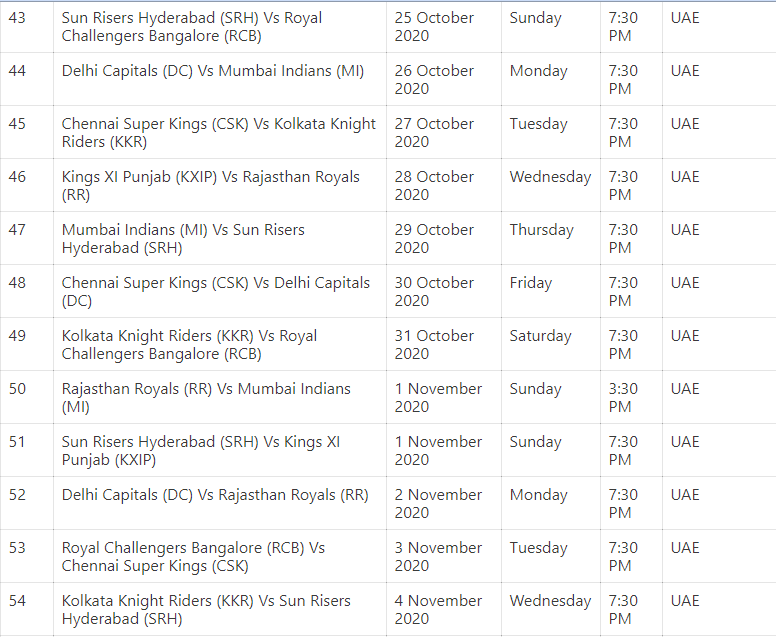 43 Sun Risers Hyderabad (SRH) Vs Royal 25 October Sunday 7:30 UAE
Challengers Bangalore (RCB) 2020 PM
44 Delhi Capitals (DC) Vs Mumbai Indians (MI) 26 October Monday 7:30 UAE
2020 PM
45 Chennai Super Kings (CSK) Vs Kolkata Knight 27 October Tuesday 7:30 UAE
Riders (KKR) 2020 PM
46 Kings XI Punjab (KXIP) Vs Rajasthan Royals 28 October Wednesday 7:30 UAE
(RR) 2020 PM
47 Mumbai Indians (MI) Vs Sun Risers 29 October Thursday 7:30 UAE
Hyderabad (SRH) 2020 PM
48 Chennai Super Kings (CSK) Vs Delhi Capitals 30 October Friday 7:30 UAE
(DC) 2020 PM
49 Kolkata Knight Riders (KKR) Vs Royal 31 October Saturday 7:30 UAE
Challengers Bangalore (RCB) 2020 PM
50 Rajasthan Royals (RR) Vs Mumbai Indians 1 November Sunday 3:30 UAE
(MI) 2020 PM
51 Sun Risers Hyderabad (SRH) Vs Kings XI 1 November Sunday 7:30 UAE
Punjab (KXIP) 2020 PM
52 Delhi Capitals (DC) Vs Rajasthan Royals (RR) 2 November Monday 7:30 UAE
2020 PM
53 Royal Challengers Bangalore (RCB) Vs 3 November Tuesday 7:30 UAE
Chennai Super Kings (CSK) 2020 PM
54 Kolkata Knight Riders (KKR) Vs Sun Risers 4 November Wednesday 7:30 UAE
Hyderabad (SRH) 2020 PM